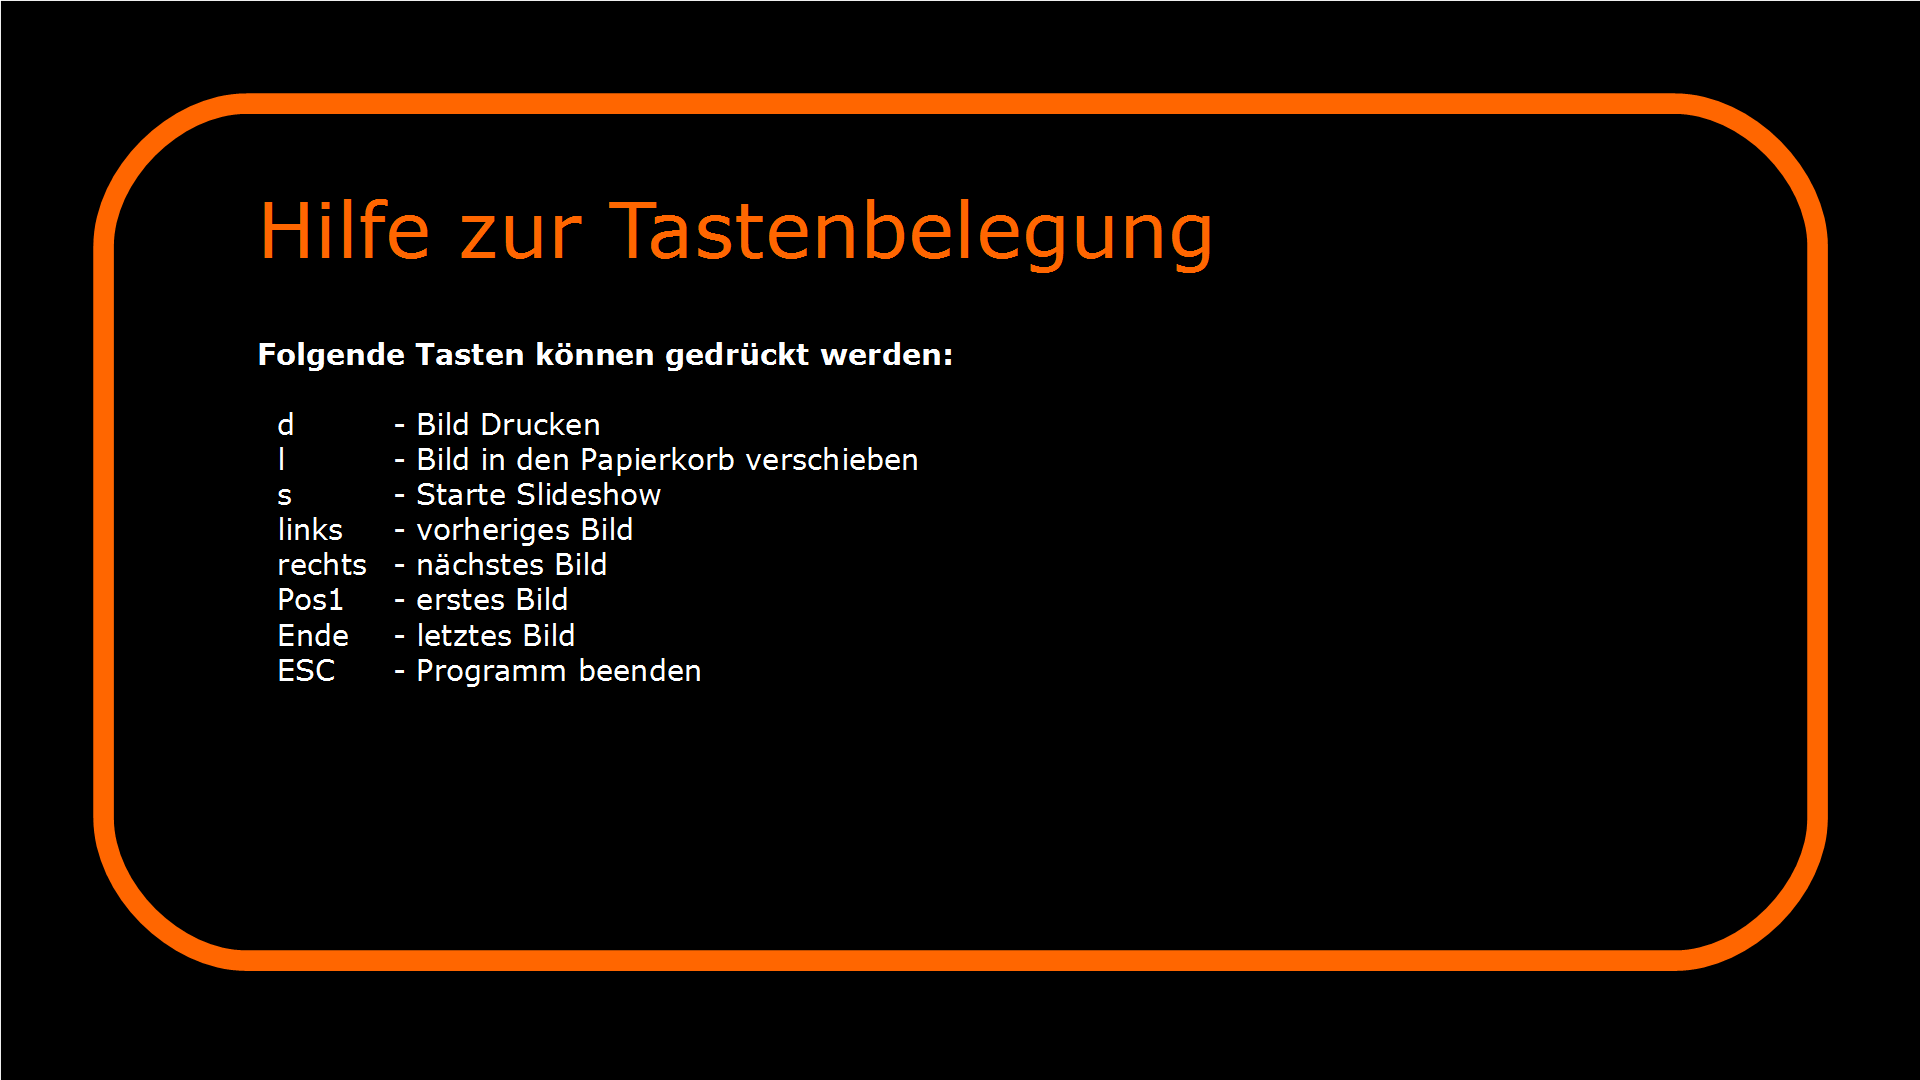 Hilfe zur Tastenbelegung
Folgende Tasten können gedrückt werden:
d - Bild Drucken
l - Bild in den Papierkorb verschieben
s - Starte Slideshow
links - vorheriges Bild
rechts - nächstes Bild
Pos1 - erstes Bild
Ende - letztes Bild
ESC - Programm beenden